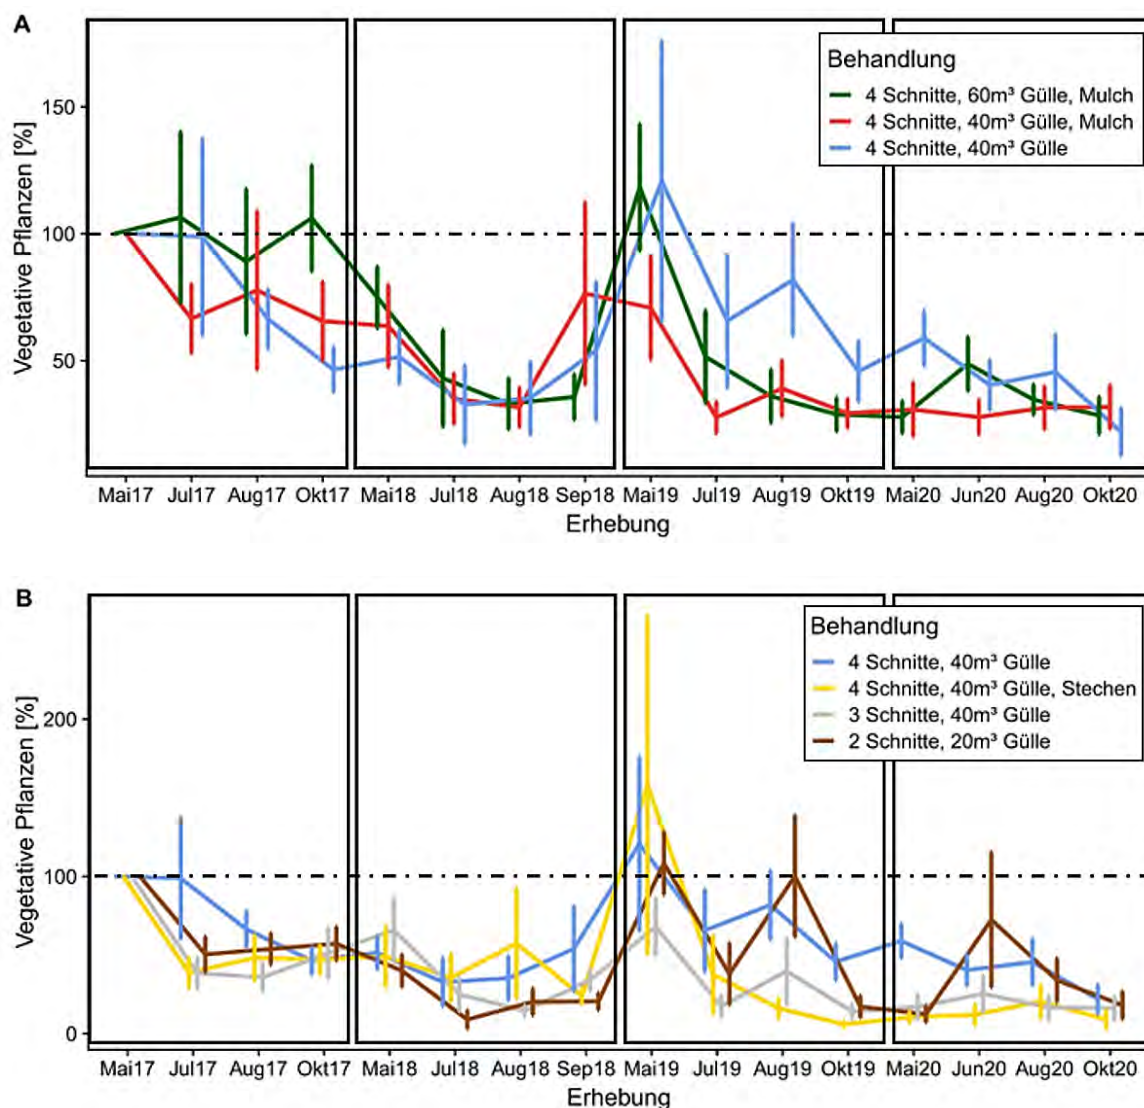 A
Vegetative Pflanzen [%]
150
100
50
Behandlung
4 Schnitte, 60m³ Gülle, Mulch
4 Schnitte, 40m³ Gülle, Mulch
4 Schnitte, 40m³ Gülle
Mai17 Jul17 Aug17 Okt17 Mai18 Jul18 Aug18 Sep18 Mai19 Jul19 Aug19 Okt19 Mai20 Jun20 Aug20 Okt20
Erhebung
B
Vegetative Pflanzen [%]
200
100
0
Behandlung
4 Schnitte, 40m³ Gülle
4 Schnitte, 40m³ Gülle, Stechen
3 Schnitte, 40m³ Gülle
2 Schnitte, 20m³ Gülle
Mai17 Jul17 Aug17 Okt17 Mai18 Jul18 Aug18 Sep18 Mai19 Jul19 Aug19 Okt19 Mai20 Jun20 Aug20 Okt20
Erhebung